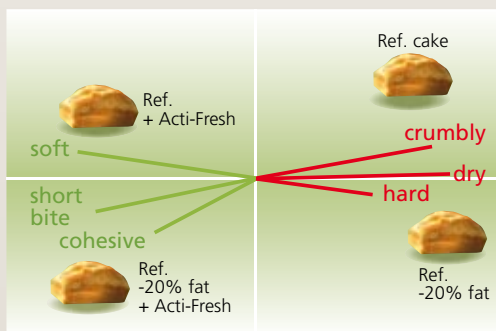 Ref. cake
Ref.
+ Acti-Fresh
crumbly
soft
dry
hard
short
bite
cohesive
Ref.
-20% fat
+ Acti-Fresh
Ref.
-20% fat